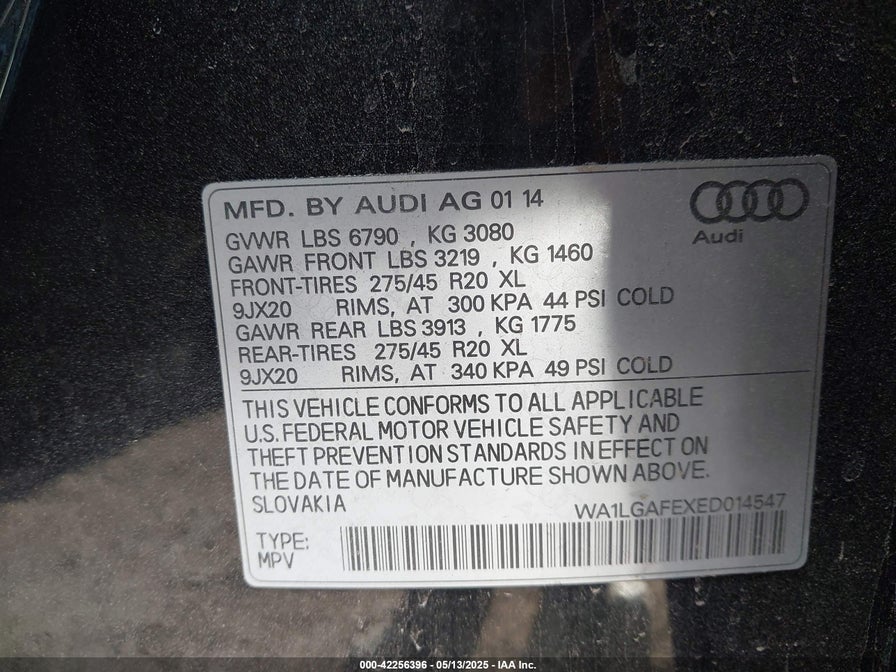 MFD. BY AUDI AG 01 14
Audi
GVWR LBS 6790 , KG 3080
GAWR FRONT LBS 3219 , KG 1460
FRONT-TIRES 275/45 R20 XL
9JX20 RIMS, AT 300 KPA 44 PSI COLD
GAWR REAR LBS 3913 , KG 1775
REAR-TIRES 275/45 R20 XL
9JX20 RIMS, AT 340 KPA 49 PSI COLD
THIS VEHICLE CONFORMS TO ALL APPLICABLE
U.S. FEDERAL MOTOR VEHICLE SAFETY AND
THEFT PREVENTION STANDARDS IN EFFECT ON
THE DATE OF MANUFACTURE SHOWN ABOVE.
SLOVAKIA
WA1LGAFEXED014547
TYPE:
MPV
000-42256396 - 05/13/2025 - IAA Inc.